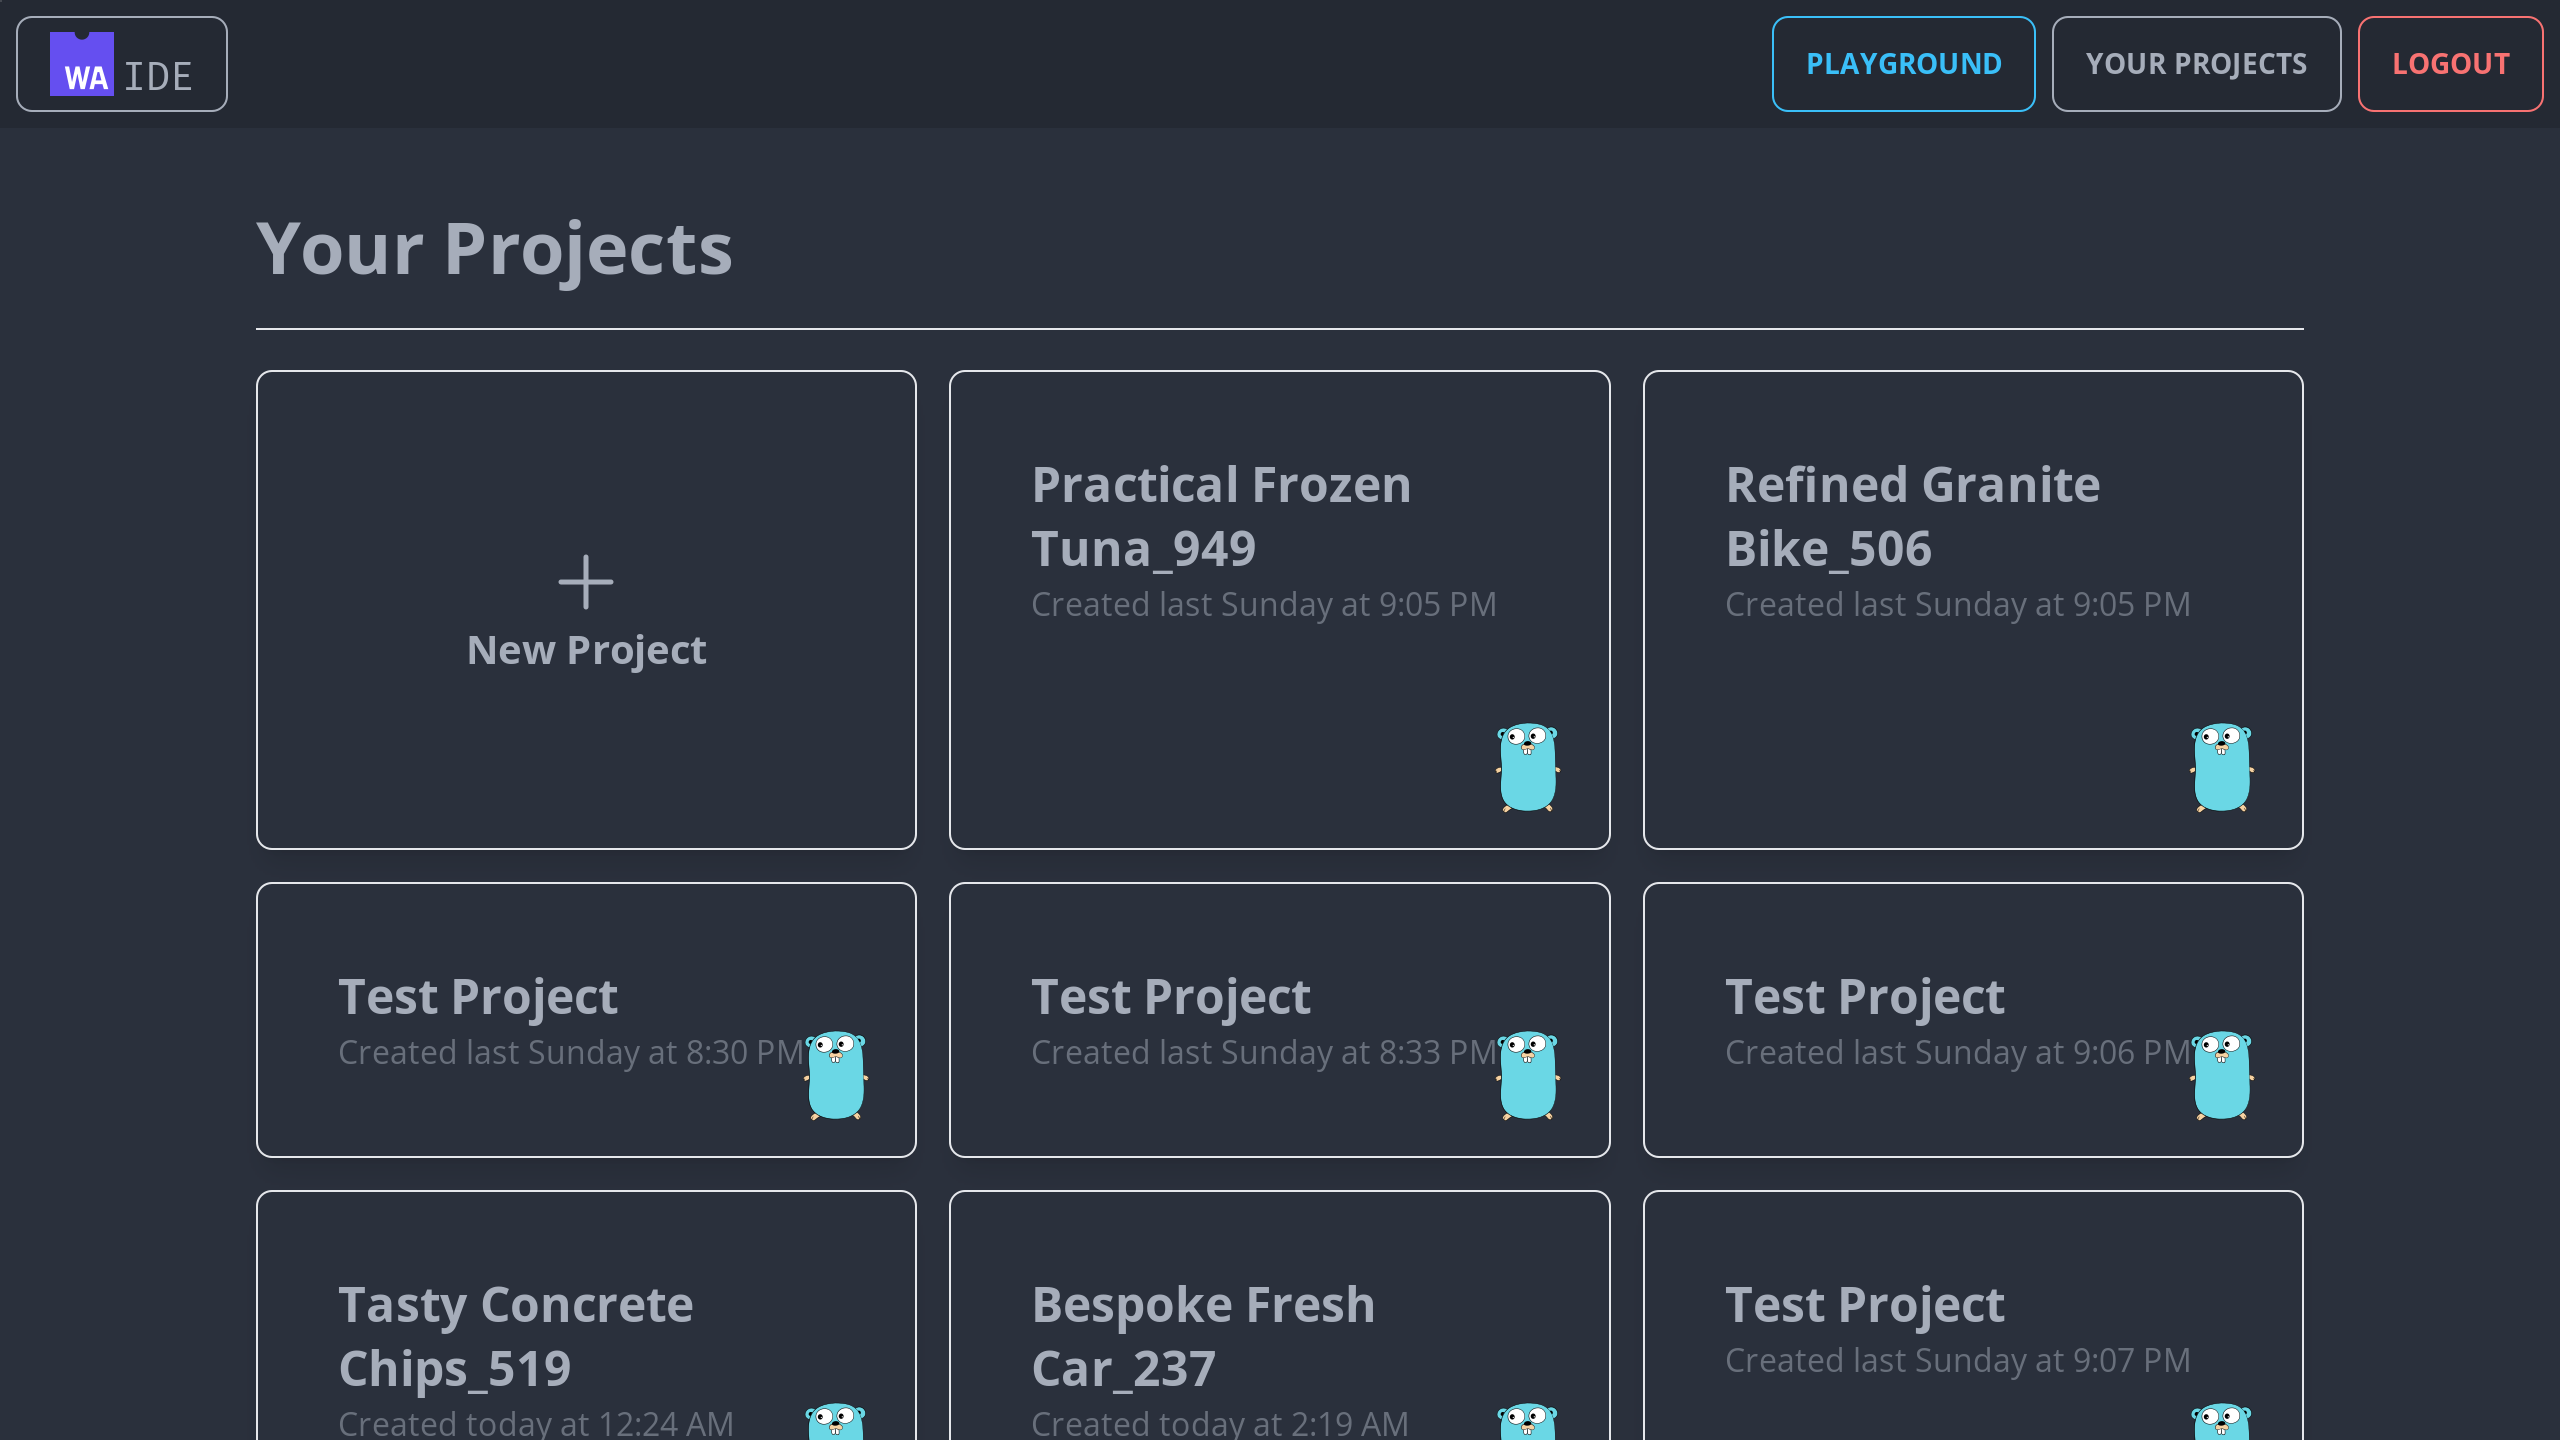 WA IDE
PLAYGROUND
YOUR PROJECTS
LOGOUT
Your Projects
New Project
Practical Frozen
Tuna_949
Created last Sunday at 9:05 PM
Refined Granite
Bike_506
Created last Sunday at 9:05 PM
Test Project
Created last Sunday at 8:30 PM
Test Project
Created last Sunday at 8:33 PM
Test Project
Created last Sunday at 9:06 PM
Tasty Concrete
Chips_519
Created today at 12:24 AM
Bespoke Fresh
Car_237
Created today at 2:19 AM
Test Project
Created last Sunday at 9:07 PM